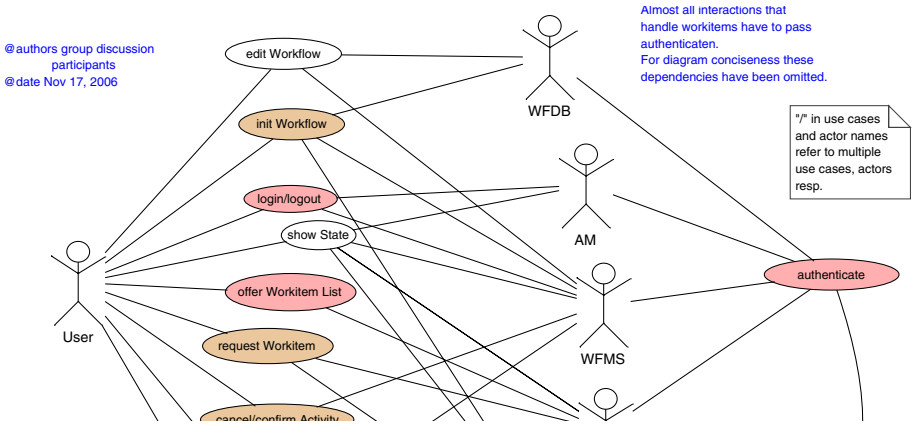 Almost all interactions that
handle workitems have to pass
authenticaten.
For diagram conciseness these
dependencies have been omitted.
@authors group discussion
participants
@date Nov 17, 2006
edit Workflow
WFDB
"/" in use cases
and actor names
refer to multiple
use cases, actors
resp.
init Workflow
login/logout
show State
AM
authenticate
offer Workitem List
User
request Workitem
WFMS
cancel/confirm Activity